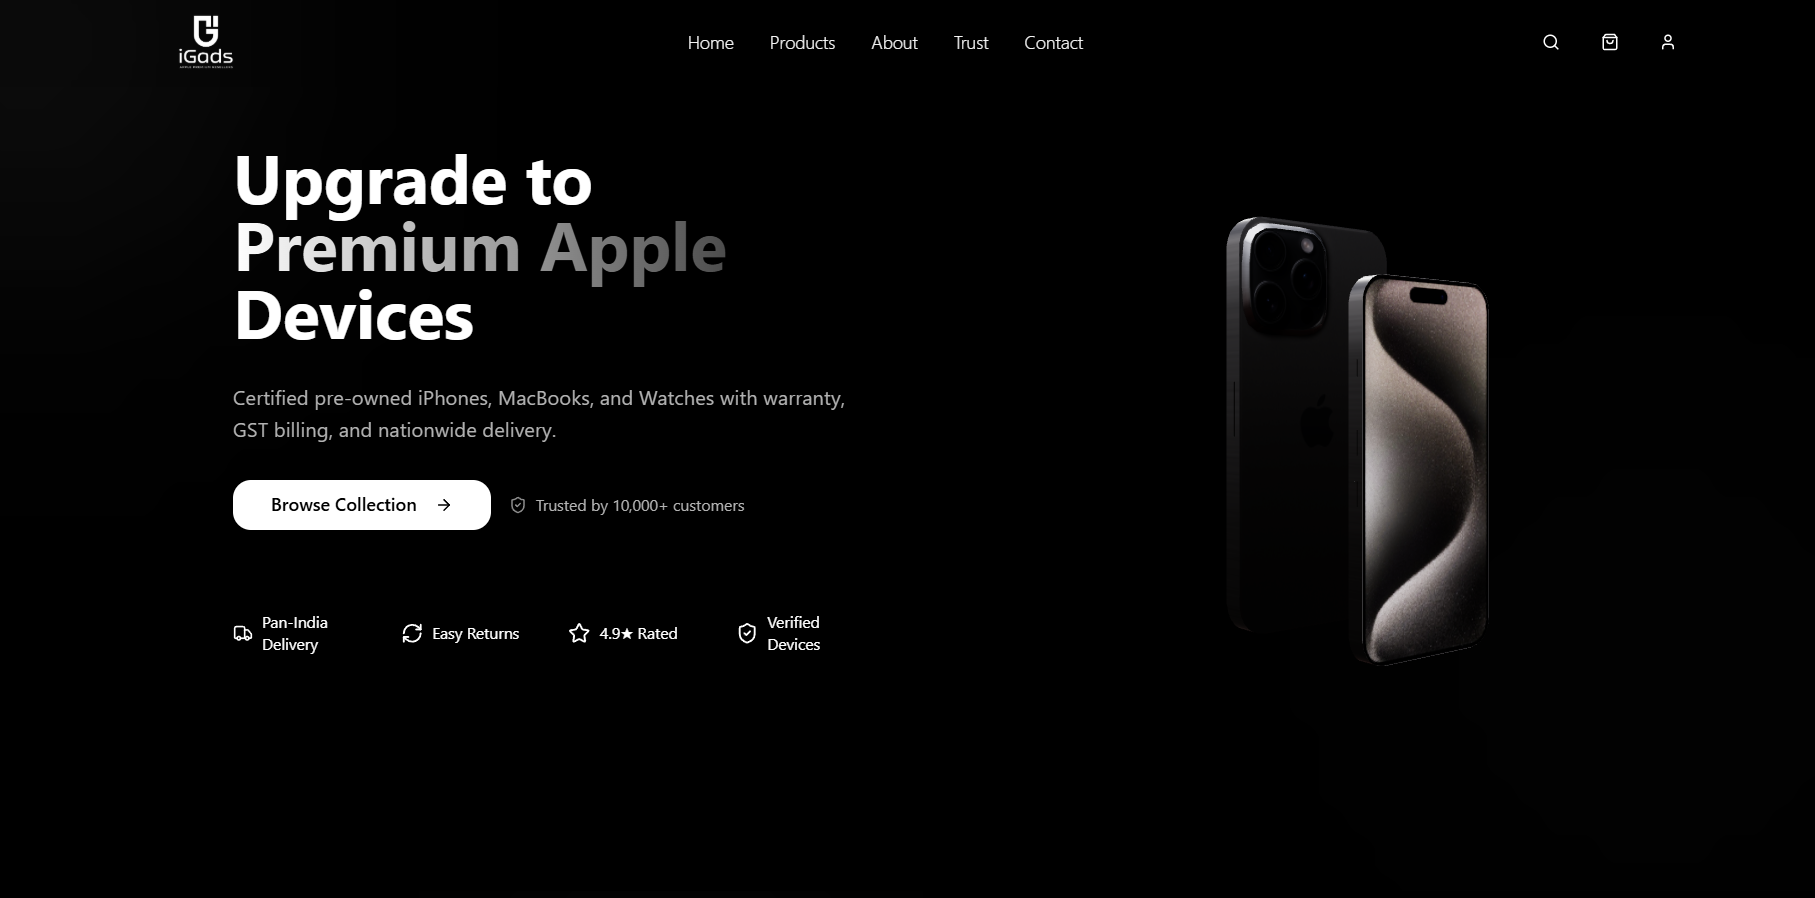 iGads
Home
Products
About
Trust
Contact
Upgrade to
Premium Apple
Devices
Certified pre-owned iPhones, MacBooks, and Watches with warranty,
GST billing, and nationwide delivery.
Browse Collection →
Trusted by 10,000+ customers
Pan-India
Delivery
Easy Returns
4.9★ Rated
Verified
Devices